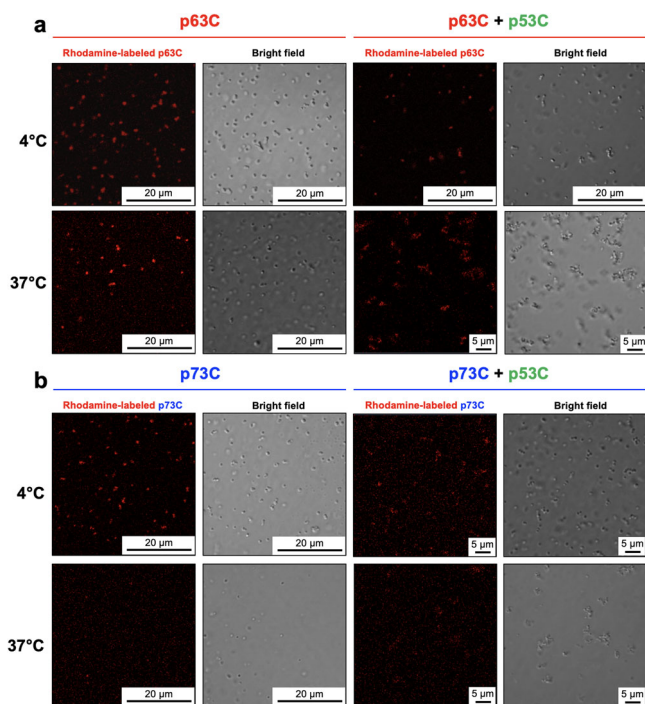 a
p63C
p63C + p53C
Rhodamine-labeled p63C
Bright field
Rhodamine-labeled p63C
Bright field
4°C
20 µm
20 µm
20 µm
20 µm
37°C
20 µm
20 µm
5 µm
5 µm
b
p73C
p73C + p53C
Rhodamine-labeled p73C
Bright field
Rhodamine-labeled p73C
Bright field
4°C
20 µm
20 µm
5 µm
5 µm
37°C
20 µm
20 µm
5 µm
5 µm